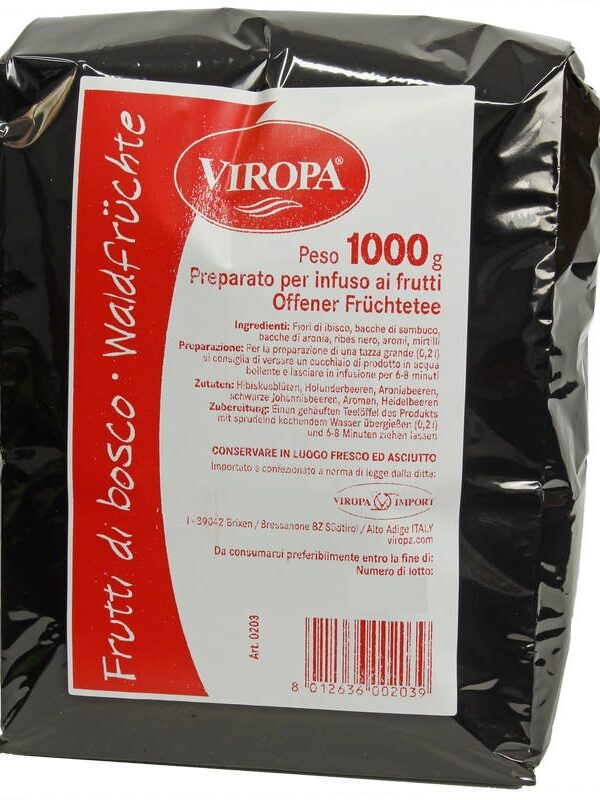 Frutti di bosco · Waldfrüchte
VIROPA®
Peso 1000 g
Preparato per infuso ai frutti
Offener Früchtetee
Ingredienti: Fiori di ibisco, bacche di sambuco,
bacche di aronia, ribes nero, aromi, mirtilli
Preparazione: Per la preparazione di una tazza grande (0,2 l)
si consiglia di versare un cucchiaio di prodotto in acqua
bollente e lasciare in infusione per 6-8 minuti
Zutaten: Hibiskusblüten, Holunderbeeren, Aroniabeeren,
schwarze Johannisbeeren, Aromen, Heidelbeeren
Zubereitung: Einen gehäuften Teelöffel des Produkts
mit sprudelnd kochendem Wasser übergießen (0,2 l)
und 6-8 Minuten ziehen lassen
CONSERVARE IN LUOGO FRESCO ED ASCIUTTO
Importato e confezionato a norma di legge dalla ditta:
VIROPA IMPORT
I - 39042 Brixen / Bressanone BZ Südtirol / Alto Adige ITALY
viropa.com
Da consumarsi preferibilmente entro la fine di:
Numero di lotto:
Art. 0203
8 012636 002039